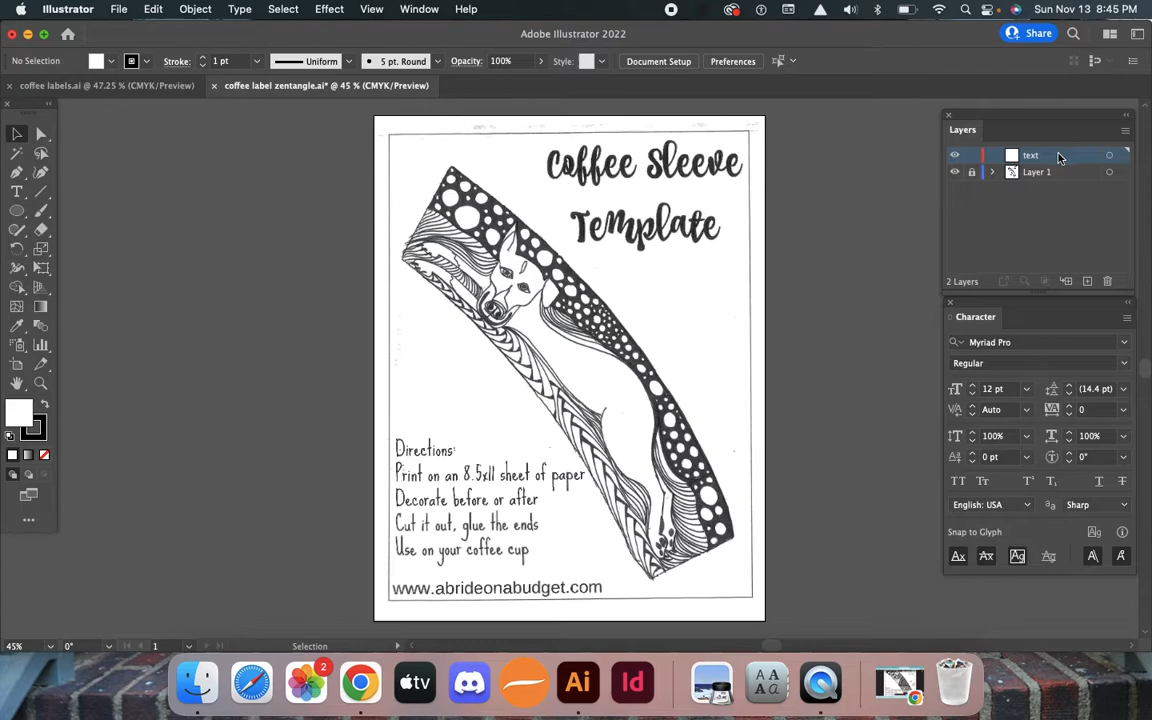 Illustrator File Edit Object Type Select Effect View Window Help Sun Nov 13 8:45 PM
Adobe Illustrator 2022 Share
No Selection Stroke: 1 pt Uniform 5 pt. Round Opacity: 100% Style: Document Setup Preferences
coffee labels.ai @ 47.25 % (CMYK/Preview) coffee label zentangle.ai* @ 45 % (CMYK/Preview)
Layers
text
Layer 1
2 Layers
Character
Myriad Pro
Regular
12 pt (14.4 pt)
Auto 0
100% 100%
0 pt 0°
English: USA Sharp
Snap to Glyph
Coffee Sleeve
Template
Directions:
Print on an 8.5x11 sheet of paper
Decorate before or after
Cut it out, glue the ends
Use on your coffee cup
www.abrideonabudget.com
45% 0° 1 Selection
2 tv Ai Id